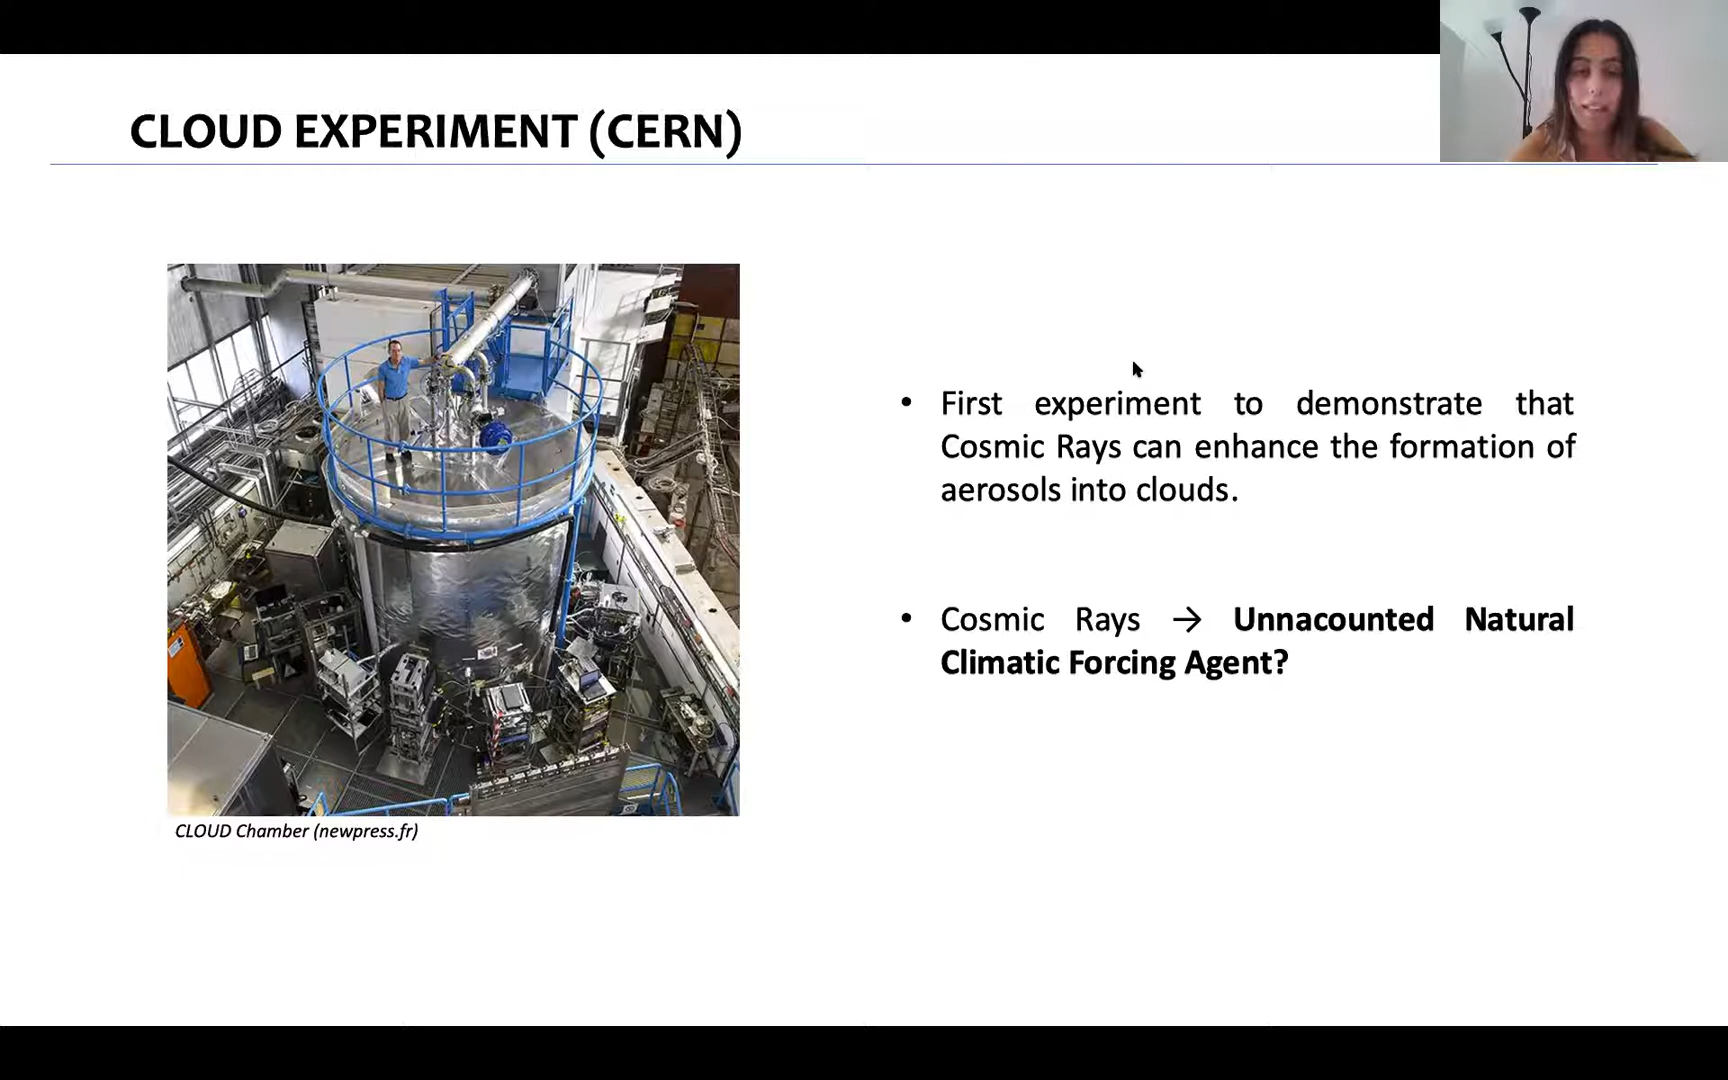 CLOUD EXPERIMENT (CERN)
• First experiment to demonstrate that
Cosmic Rays can enhance the formation of
aerosols into clouds.
• Cosmic Rays → Unnacounted Natural
Climatic Forcing Agent?
CLOUD Chamber (newpress.fr)